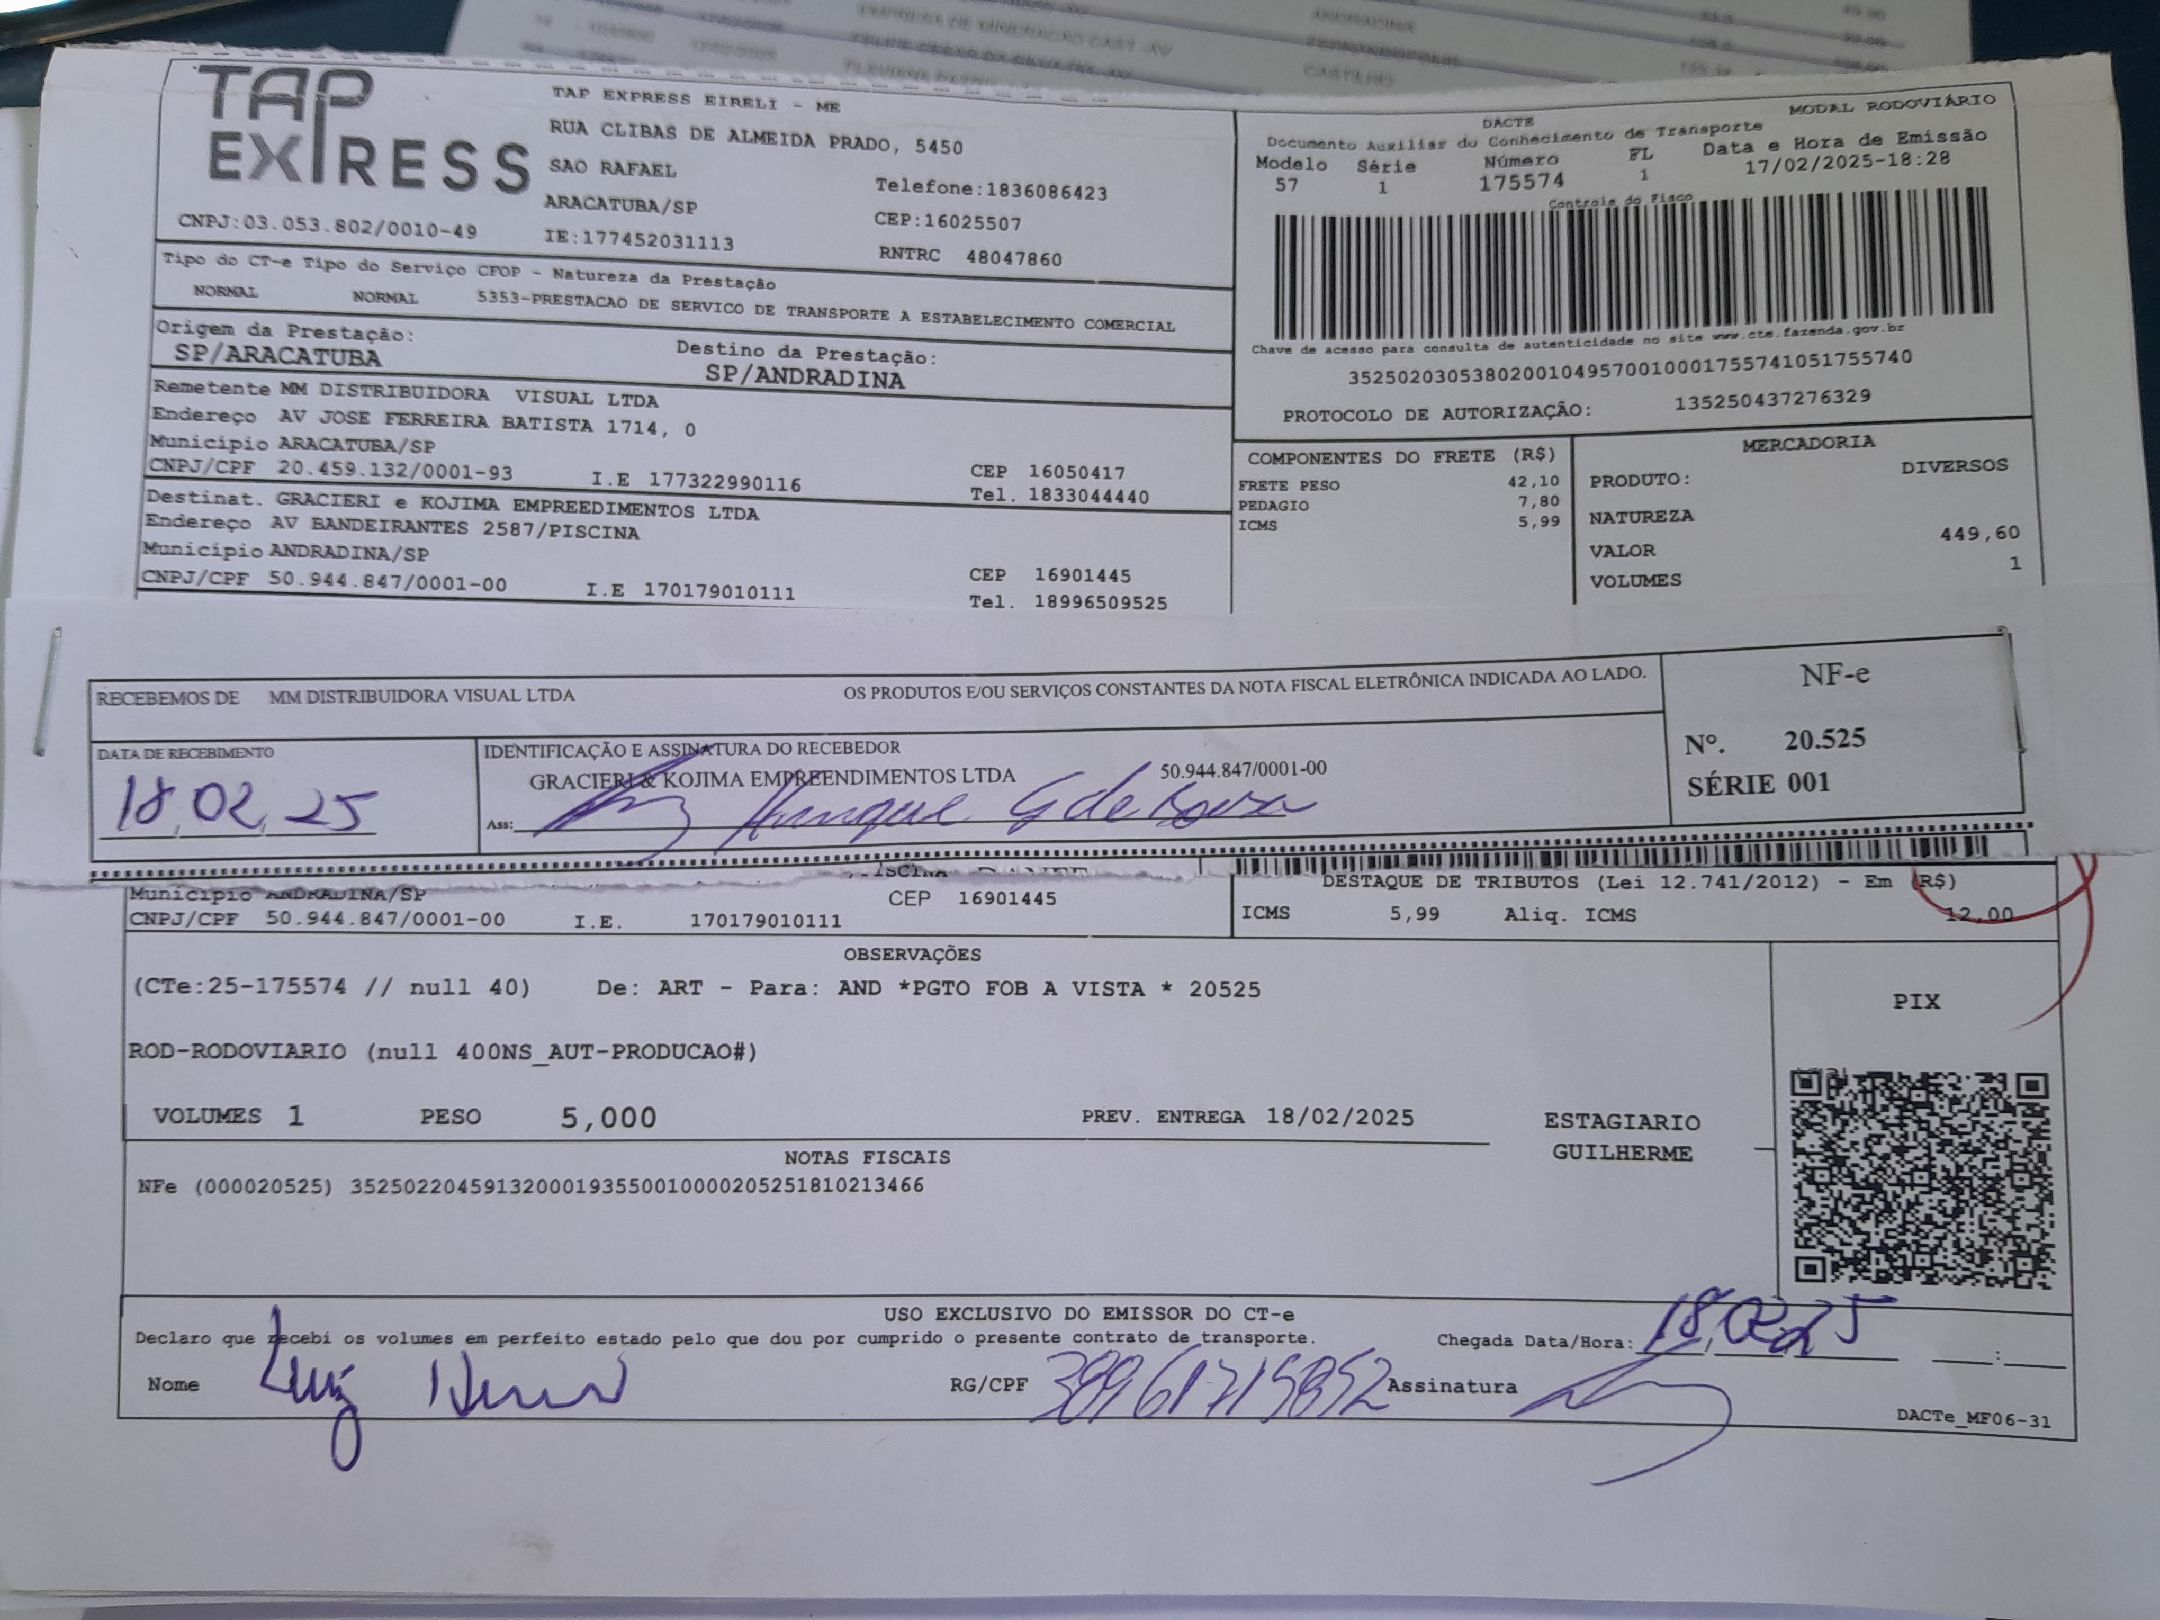 TAP EXPRESS
TAP EXPRESS EIRELI - ME
RUA CLIBAS DE ALMEIDA PRADO, 5450
SAO RAFAEL
Telefone:1836086423
ARACATUBA/SP
CEP:16025507
CNPJ:03.053.802/0010-49
IE:177452031113
RNTRC 48047860
MODAL RODOVIÁRIO
DACTE
Documento Auxiliar do Conhecimento de Transporte
Modelo Série Número FL Data e Hora de Emissão
57 1 175574 1 17/02/2025-18:28
Controle do Fisco
Chave de acesso para consulta de autenticidade no site www.cte.fazenda.gov.br
35250203053802001049570010001755741051755740
PROTOCOLO DE AUTORIZAÇÃO: 135250437276329
Tipo do CT-e Tipo do Serviço CFOP - Natureza da Prestação
NORMAL NORMAL 5353-PRESTACAO DE SERVICO DE TRANSPORTE A ESTABELECIMENTO COMERCIAL
Origem da Prestação: Destino da Prestação:
SP/ARACATUBA SP/ANDRADINA
Remetente MM DISTRIBUIDORA VISUAL LTDA
Endereço AV JOSE FERREIRA BATISTA 1714, 0
Município ARACATUBA/SP
CEP 16050417
CNPJ/CPF 20.459.132/0001-93 I.E 177322990116
Tel. 1833044440
Destinat. GRACIERI e KOJIMA EMPREEDIMENTOS LTDA
Endereço AV BANDEIRANTES 2587/PISCINA
Município ANDRADINA/SP
CEP 16901445
CNPJ/CPF 50.944.847/0001-00 I.E 170179010111
Tel. 18996509525
COMPONENTES DO FRETE (R$)
FRETE PESO 42,10
PEDAGIO 7,80
ICMS 5,99
MERCADORIA
PRODUTO: DIVERSOS
NATUREZA
VALOR 449,60
VOLUMES 1
RECEBEMOS DE MM DISTRIBUIDORA VISUAL LTDA OS PRODUTOS E/OU SERVIÇOS CONSTANTES DA NOTA FISCAL ELETRÔNICA INDICADA AO LADO.
NF-e
Nº. 20.525
SÉRIE 001
DATA DE RECEBIMENTO
18.02.25
IDENTIFICAÇÃO E ASSINATURA DO RECEBEDOR
GRACIERI & KOJIMA EMPREENDIMENTOS LTDA 50.944.847/0001-00
Ass:
Município ANDRADINA/SP CEP 16901445
CNPJ/CPF 50.944.847/0001-00 I.E. 170179010111
DESTAQUE DE TRIBUTOS (Lei 12.741/2012) - Em (R$)
ICMS 5,99 Aliq. ICMS 12,00
OBSERVAÇÕES
(CTe:25-175574 // null 40) De: ART - Para: AND *PGTO FOB A VISTA * 20525
ROD-RODOVIARIO (null 400NS_AUT-PRODUCAO#)
VOLUMES 1 PESO 5,000 PREV. ENTREGA 18/02/2025
ESTAGIARIO
GUILHERME
PIX
NOTAS FISCAIS
NFe (000020525) 35250220459132000193550010000205251810213466
USO EXCLUSIVO DO EMISSOR DO CT-e
Declaro que recebi os volumes em perfeito estado pelo que dou por cumprido o presente contrato de transporte.
Chegada Data/Hora: 18.02.25 :
Nome Luiz
RG/CPF 38961715852 Assinatura
DACTe_MF06-31